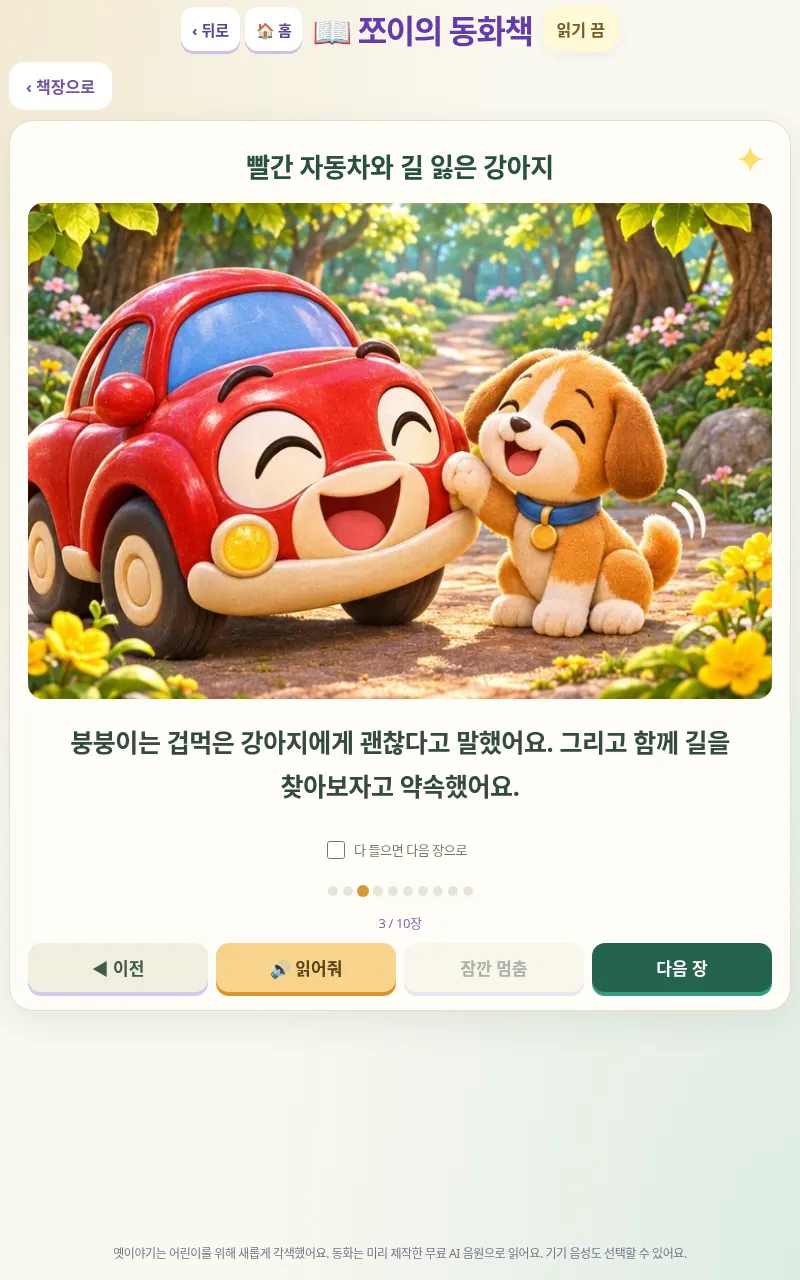 ‹ 뒤로
🏠 홈
📖 쪼이의 동화책
읽기 끝
‹ 책장으로
빨간 자동차와 길 잃은 강아지
붕붕이는 겁먹은 강아지에게 괜찮다고 말했어요. 그리고 함께 길을
찾아보자고 약속했어요.
다 들으면 다음 장으로
3 / 10장
◀ 이전
🔊 읽어줘
잠깐 멈춤
다음 장
옛이야기는 어린이를 위해 새롭게 각색했어요. 동화는 미리 제작한 무료 AI 음원으로 읽어요. 기기 음성도 선택할 수 있어요.